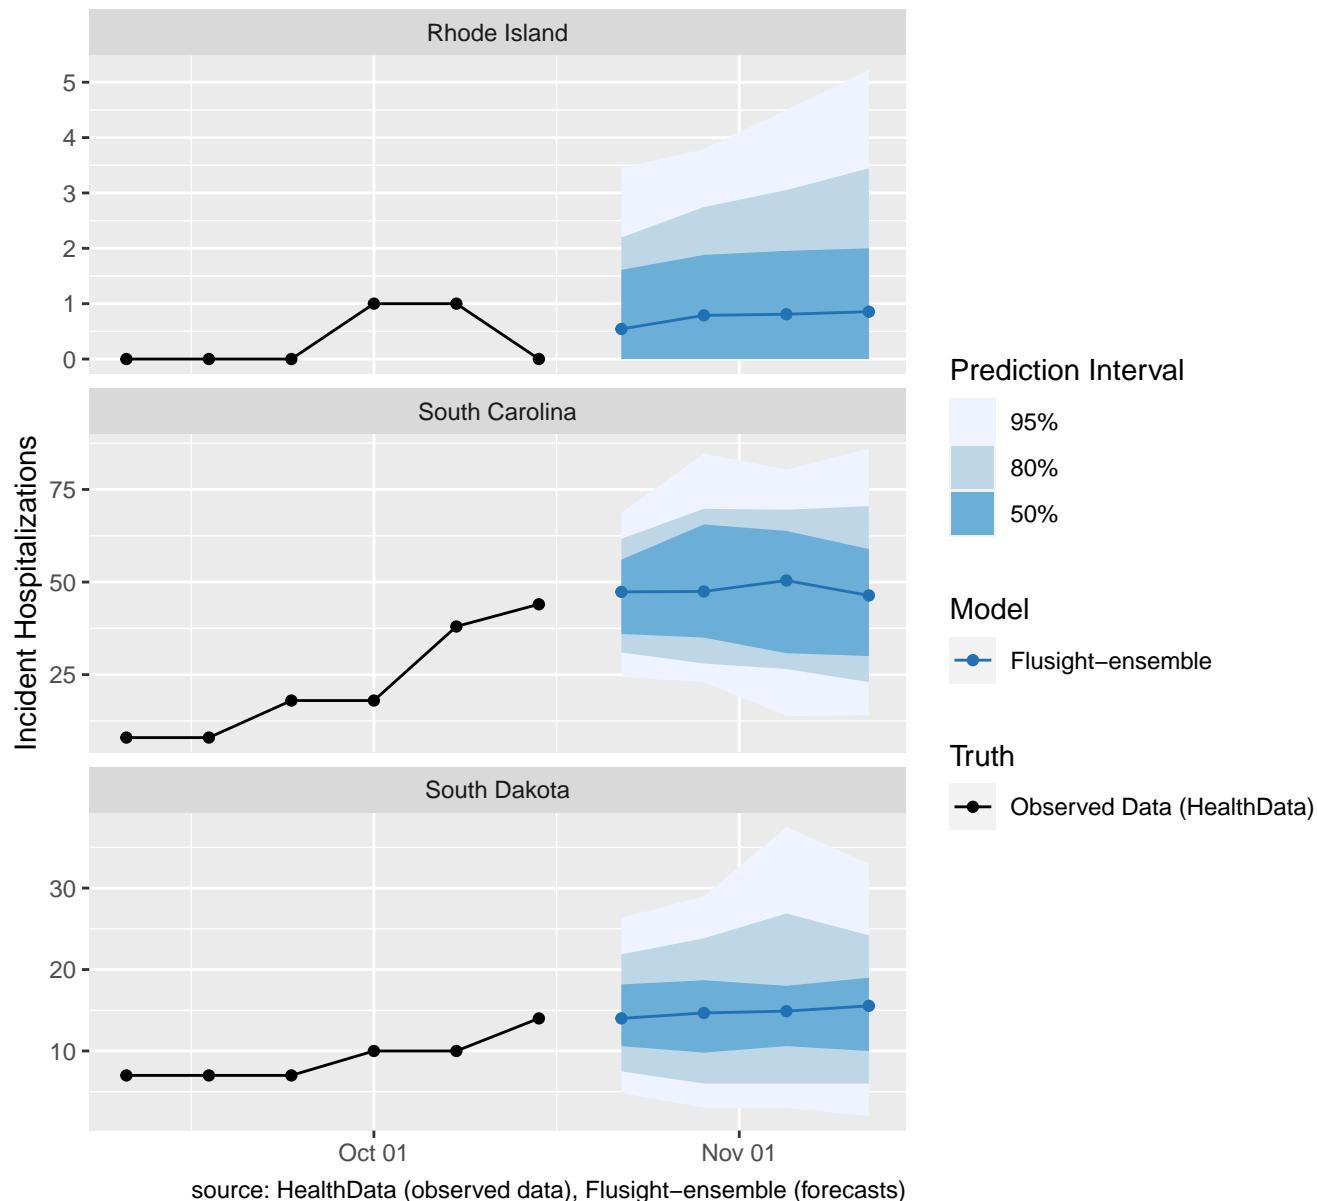 Rhode Island
5
4
3
2
1
0
South Carolina
75
50
25
South Dakota
30
20
10
Oct 01
Nov 01
Incident Hospitalizations
source: HealthData (observed data), Flusight−ensemble (forecasts)
Prediction Interval
95%
80%
50%
Model
Flusight−ensemble
Truth
Observed Data (HealthData)